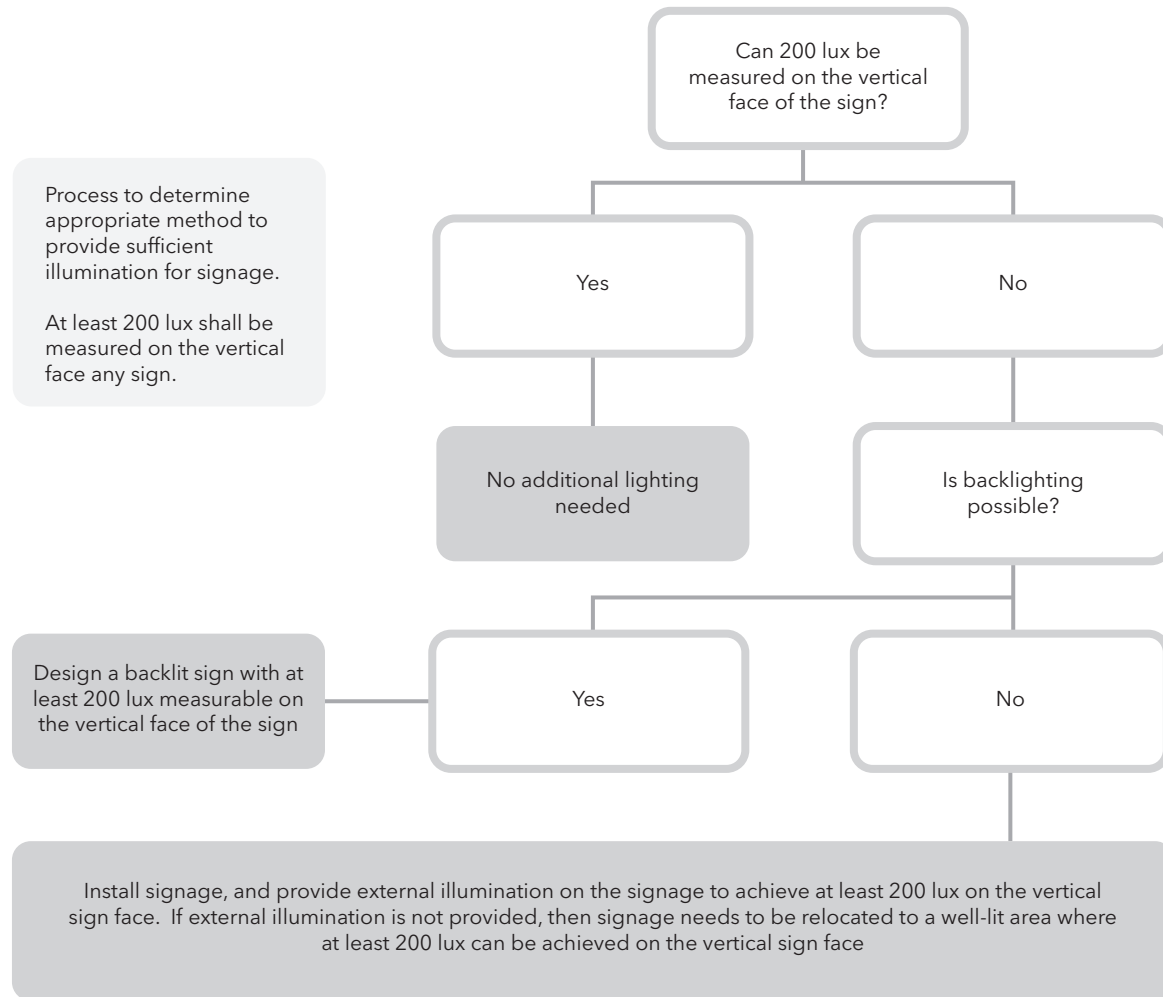 Can 200 lux be
measured on the vertical
face of the sign?
Process to determine
appropriate method to
provide sufficient
illumination for signage.
At least 200 lux shall be
measured on the vertical
face any sign.
Yes
No
No additional lighting
needed
Is backlighting
possible?
Design a backlit sign with at
least 200 lux measurable on
the vertical face of the sign
Yes
No
Install signage, and provide external illumination on the signage to achieve at least 200 lux on the vertical
sign face.  If external illumination is not provided, then signage needs to be relocated to a well-lit area where
at least 200 lux can be achieved on the vertical sign face